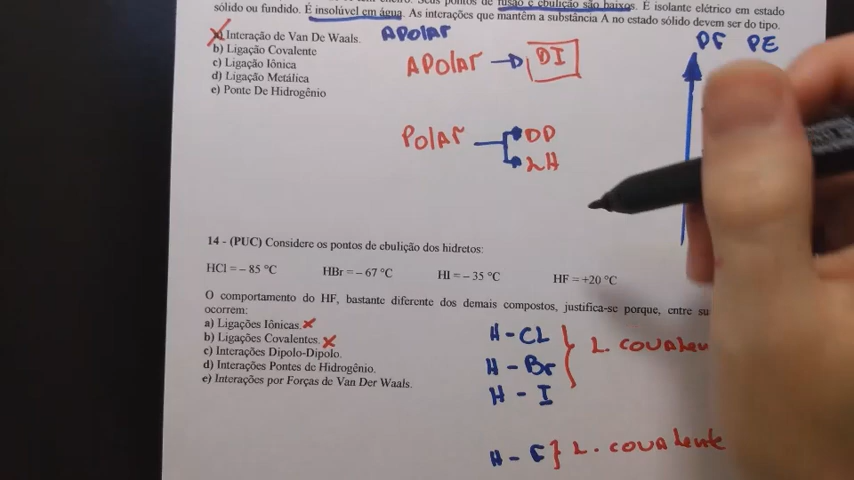 sólido ou fundido. É insolúvel em água. As interações que mantêm a substância A no estado sólido devem ser do tipo.
a) Interação de Van De Waals. APOLAR
b) Ligação Covalente
c) Ligação Iônica
d) Ligação Metálica
e) Ponte De Hidrogênio
APOLAR DI
PF PE
POLAR DP
LH
14 - (PUC) Considere os pontos de ebulição dos hidretos:
HCl = – 85 °C HBr = – 67 °C HI = – 35 °C HF = +20 °C
O comportamento do HF, bastante diferente dos demais compostos, justifica-se porque, entre
ocorrem:
a) Ligações Iônicas.
b) Ligações Covalentes.
c) Interações Dipolo-Dipolo.
d) Interações Pontes de Hidrogênio.
e) Interações por Forças de Van Der Waals.
H - CL
H - Br
H - I
L. covalen
H - F L. covalente